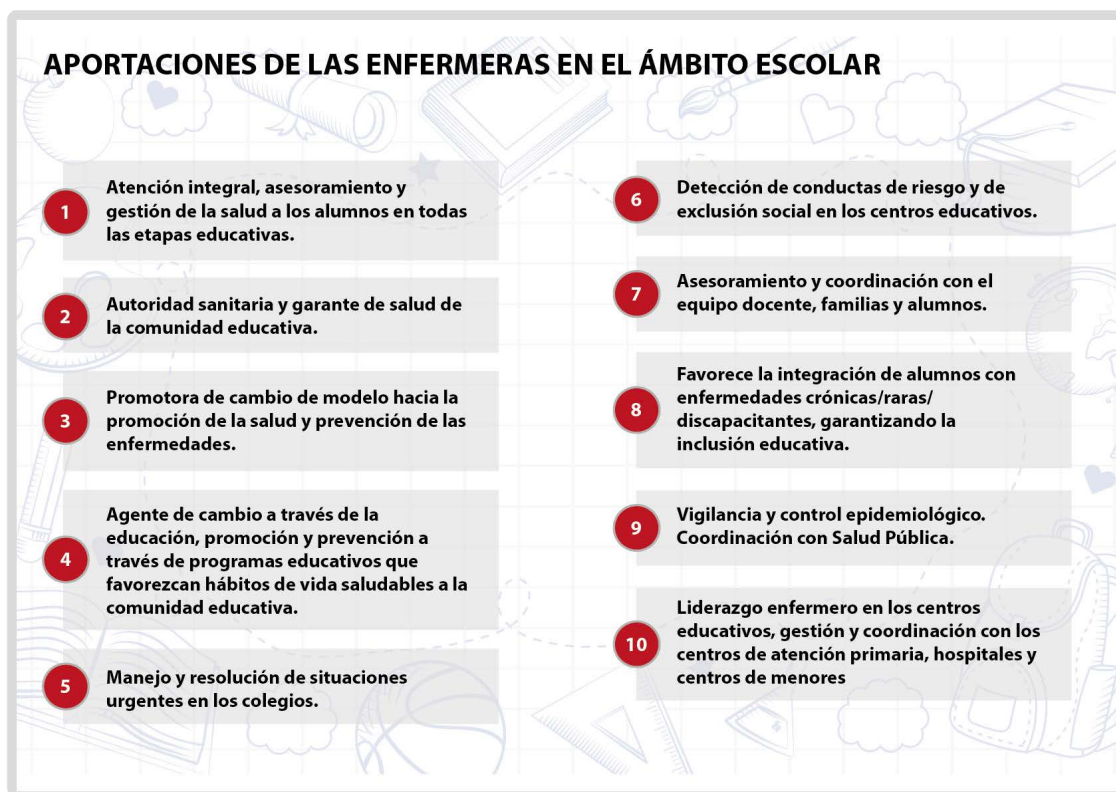 APORTACIONES DE LAS ENFERMERAS EN EL ÁMBITO ESCOLAR
1
Atención integral, asesoramiento y
gestión de la salud a los alumnos en todas
las etapas educativas.
2
Autoridad sanitaria y garante de salud de
la comunidad educativa.
3
Promotora de cambio de modelo hacia la
promoción de la salud y prevención de las
enfermedades.
4
Agente de cambio a través de la
educación, promoción y prevención a
través de programas educativos que
favorezcan hábitos de vida saludables a la
comunidad educativa.
5
Manejo y resolución de situaciones
urgentes en los colegios.
6
Detección de conductas de riesgo y de
exclusión social en los centros educativos.
7
Asesoramiento y coordinación con el
equipo docente, familias y alumnos.
8
Favorece la integración de alumnos con
enfermedades crónicas/raras/
discapacitantes, garantizando la
inclusión educativa.
9
Vigilancia y control epidemiológico.
Coordinación con Salud Pública.
10
Liderazgo enfermero en los centros
educativos, gestión y coordinación con los
centros de atención primaria, hospitales y
centros de menores